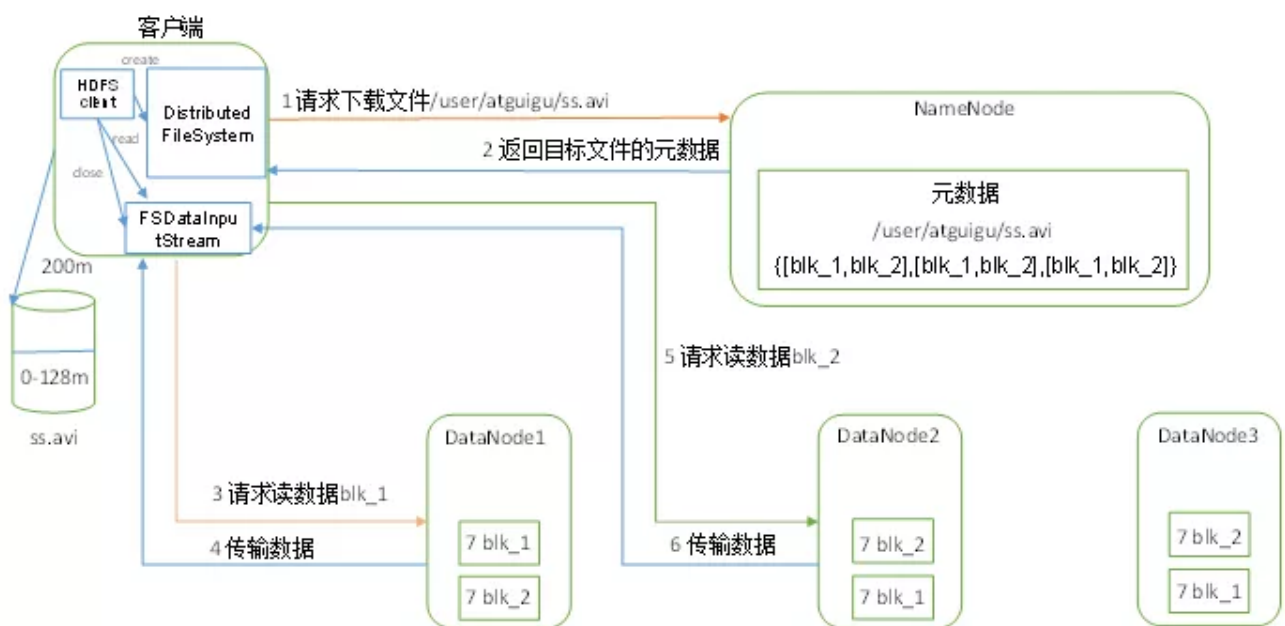 客户端
create
HDFS
client
Distributed
FileSystem
read
close
FSDataInpu
tStream
1 请求下载文件/user/atguigu/ss.avi
2 返回目标文件的元数据
NameNode
元数据
/user/atguigu/ss.avi
{[blk_1,blk_2],[blk_1,blk_2],[blk_1,blk_2]}
200m
0-128m
ss.avi
5 请求读数据blk_2
3 请求读数据blk_1
4 传输数据
6 传输数据
DataNode1
7 blk_1
7 blk_2
DataNode2
7 blk_2
7 blk_1
DataNode3
7 blk_2
7 blk_1